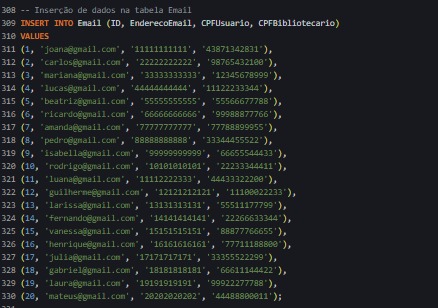 308 -- Inserção de dados na tabela Email
309 INSERT INTO Email (ID, EnderecoEmail, CPFUsuario, CPFBibliotecario)
310 VALUES
311 (1, 'joana@gmail.com', '11111111111', '43871342831'),
312 (2, 'carlos@gmail.com', '22222222222', '98765432100'),
313 (3, 'mariana@gmail.com', '33333333333', '12345678999'),
314 (4, 'lucas@gmail.com', '44444444444', '11122233344'),
315 (5, 'beatriz@gmail.com', '55555555555', '55566677788'),
316 (6, 'ricardo@gmail.com', '66666666666', '99988877766'),
317 (7, 'amanda@gmail.com', '77777777777', '77788899955'),
318 (8, 'pedro@gmail.com', '88888888888', '33344455522'),
319 (9, 'isabella@gmail.com', '99999999999', '66655544433'),
320 (10, 'rodrigo@gmail.com', '10101010101', '22233344411'),
321 (11, 'luana@gmail.com', '11112222333', '44433322200'),
322 (12, 'guilherme@gmail.com', '12121212121', '11100022233'),
323 (13, 'larissa@gmail.com', '13131313131', '55511177799'),
324 (14, 'fernando@gmail.com', '14141414141', '22266633344'),
325 (15, 'vanessa@gmail.com', '15151515151', '88877766655'),
326 (16, 'henrique@gmail.com', '16161616161', '77711188800'),
327 (17, 'julia@gmail.com', '17171717171', '33355522299'),
328 (18, 'gabriel@gmail.com', '18181818181', '66611144422'),
329 (19, 'laura@gmail.com', '19191919191', '99922277788'),
330 (20, 'mateus@gmail.com', '20202020202', '44488800011');